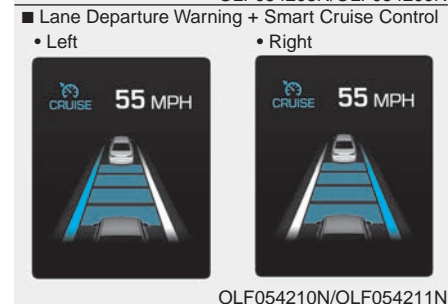 ■ Lane Departure Warning + Smart Cruise Control
• Left • Right
CRUISE 55 MPH CRUISE 55 MPH
OLF054210N/OLF054211N